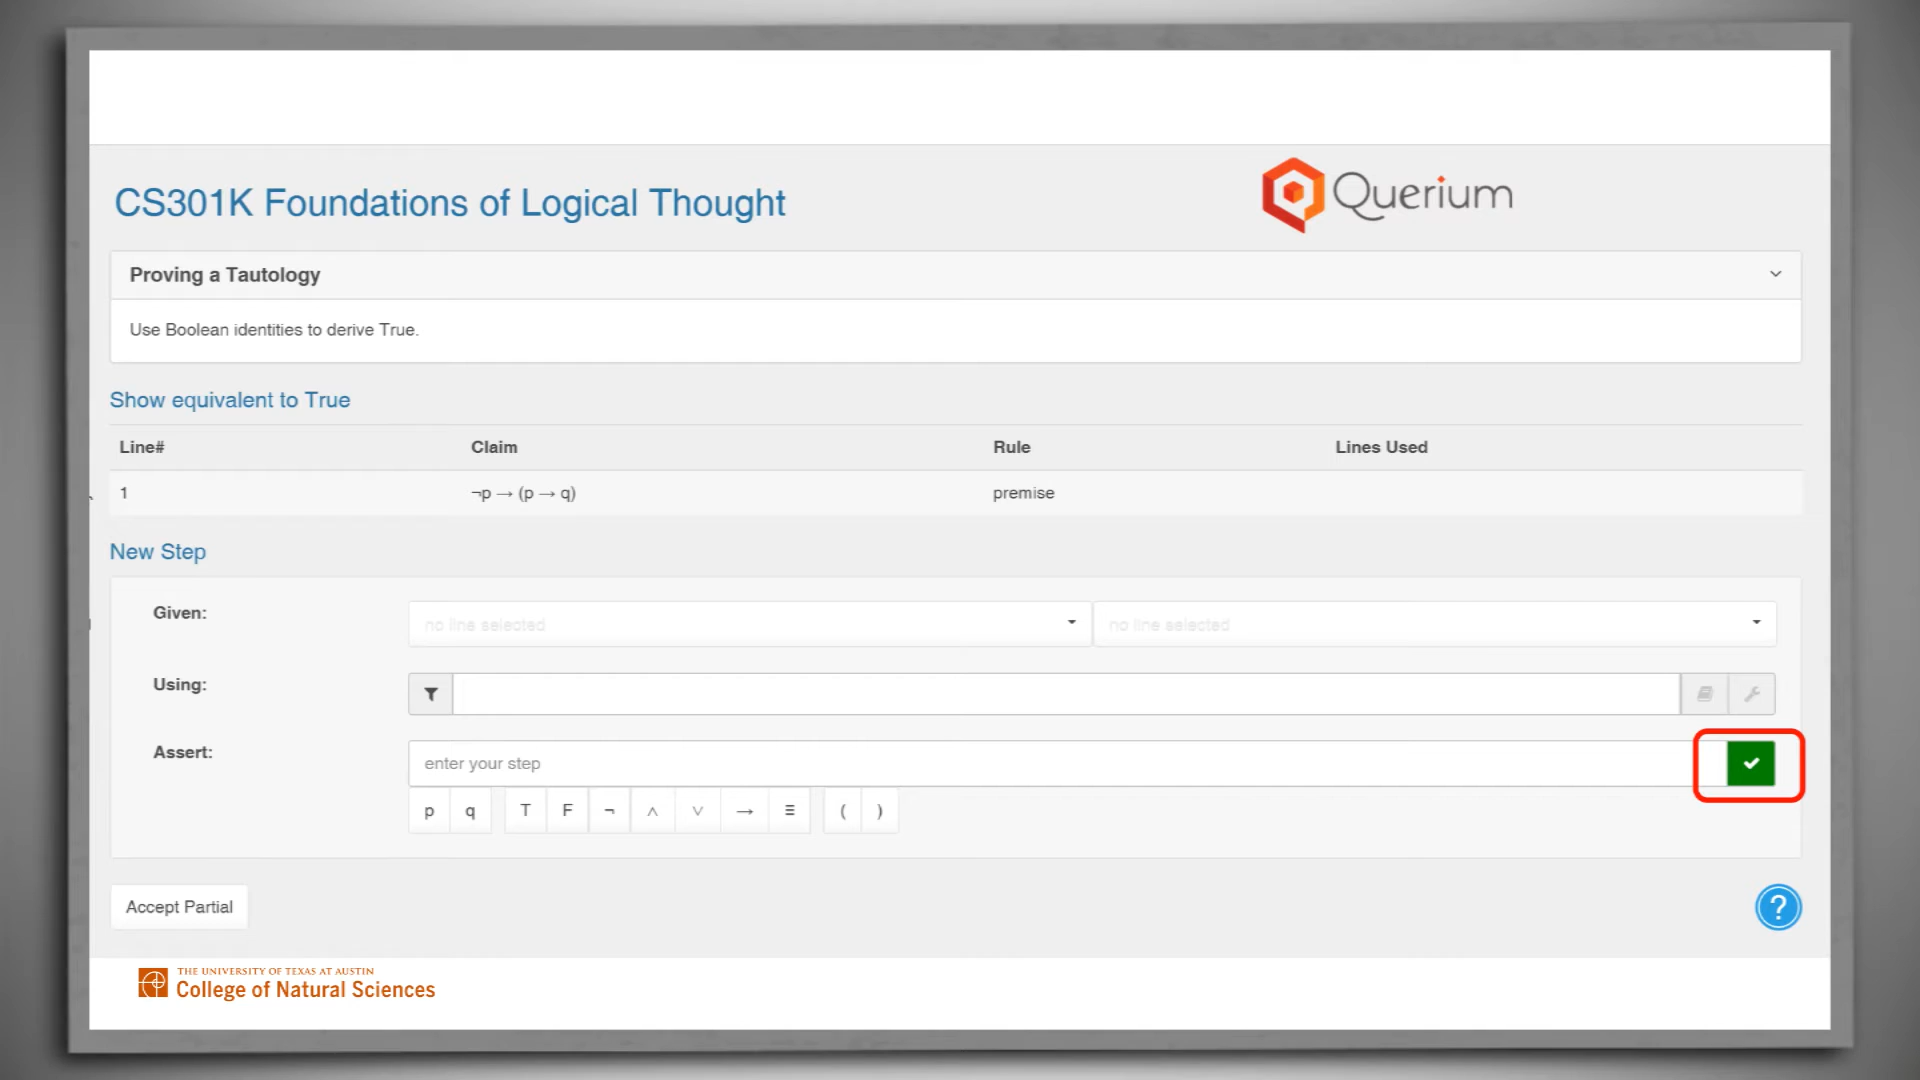 CS301K Foundations of Logical Thought
Querium
Proving a Tautology
Use Boolean identities to derive True.
Show equivalent to True
Line# Claim Rule Lines Used
1 ¬p → (p → q) premise
New Step
Given: no line selected no line selected
Using:
Assert: enter your step
p q T F ¬ ∧ ∨ → ≡ ( )
Accept Partial
?
THE UNIVERSITY OF TEXAS AT AUSTIN
College of Natural Sciences